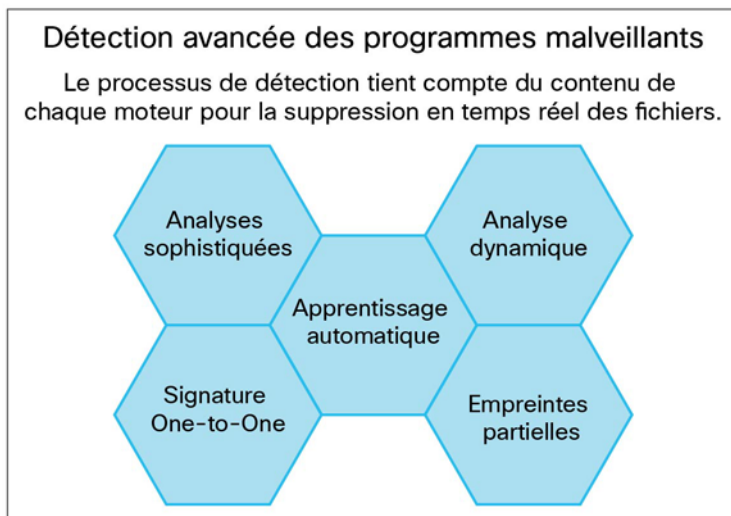 Détection avancée des programmes malveillants
Le processus de détection tient compte du contenu de
chaque moteur pour la suppression en temps réel des fichiers.
Analyses
sophistiquées
Analyse
dynamique
Apprentissage
automatique
Signature
One-to-One
Empreintes
partielles